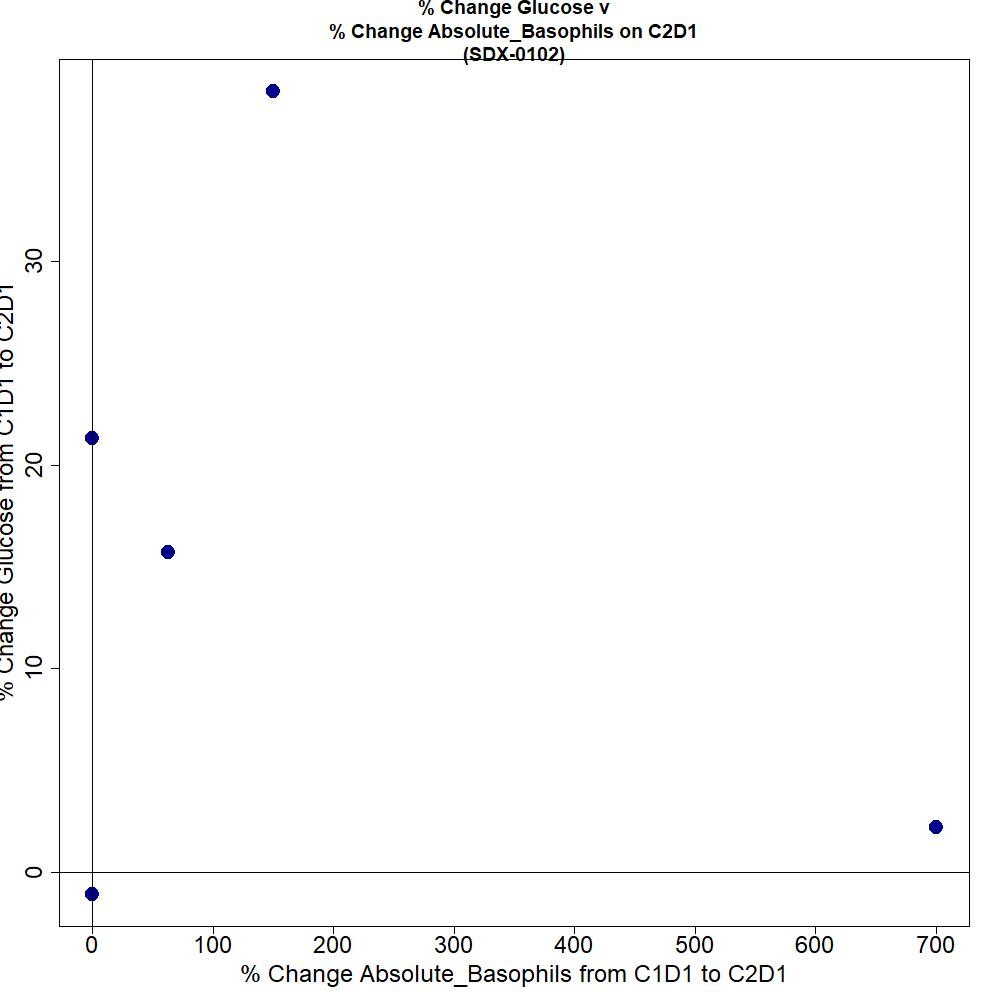 % Change Glucose v
% Change Absolute_Basophils on C2D1
(SDX-0102)
% Change Glucose from C1D1 to C2D1
30
20
10
0
0 100 200 300 400 500 600 700
% Change Absolute_Basophils from C1D1 to C2D1